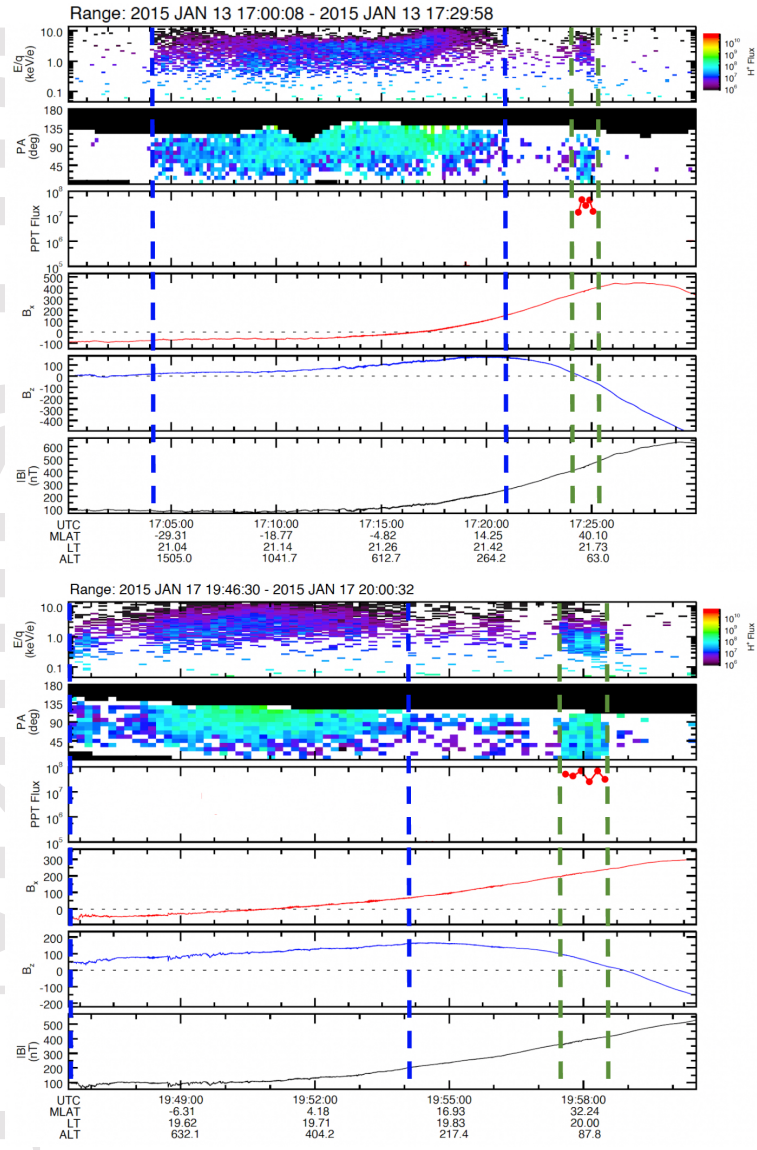 Range: 2015 JAN 13 17:00:08 - 2015 JAN 13 17:29:58
E/q
(keV/e)
10.0
1.0
0.1
H⁺ Flux
10¹⁰
10⁹
10⁸
10⁷
10⁶
PA
(deg)
180
135
90
45
PPT Flux
10⁸
10⁷
10⁶
10⁵
Bₓ
500
400
300
200
100
0
-100
B_z
100
0
-100
-200
-300
-400
|B|
(nT)
600
500
400
300
200
100
UTC 17:05:00 17:10:00 17:15:00 17:20:00 17:25:00
MLAT -29.31 -18.77 -4.82 14.25 40.10
LT 21.04 21.14 21.26 21.42 21.73
ALT 1505.0 1041.7 612.7 264.2 63.0
Range: 2015 JAN 17 19:46:30 - 2015 JAN 17 20:00:32
E/q
(keV/e)
10.0
1.0
0.1
H⁺ Flux
10¹⁰
10⁹
10⁸
10⁷
10⁶
PA
(deg)
180
135
90
45
PPT Flux
10⁸
10⁷
10⁶
10⁵
Bₓ
300
200
100
0
B_z
200
100
0
-100
-200
|B|
(nT)
500
400
300
200
100
UTC 19:49:00 19:52:00 19:55:00 19:58:00
MLAT -6.31 4.18 16.93 32.24
LT 19.62 19.71 19.83 20.00
ALT 632.1 404.2 217.4 87.8